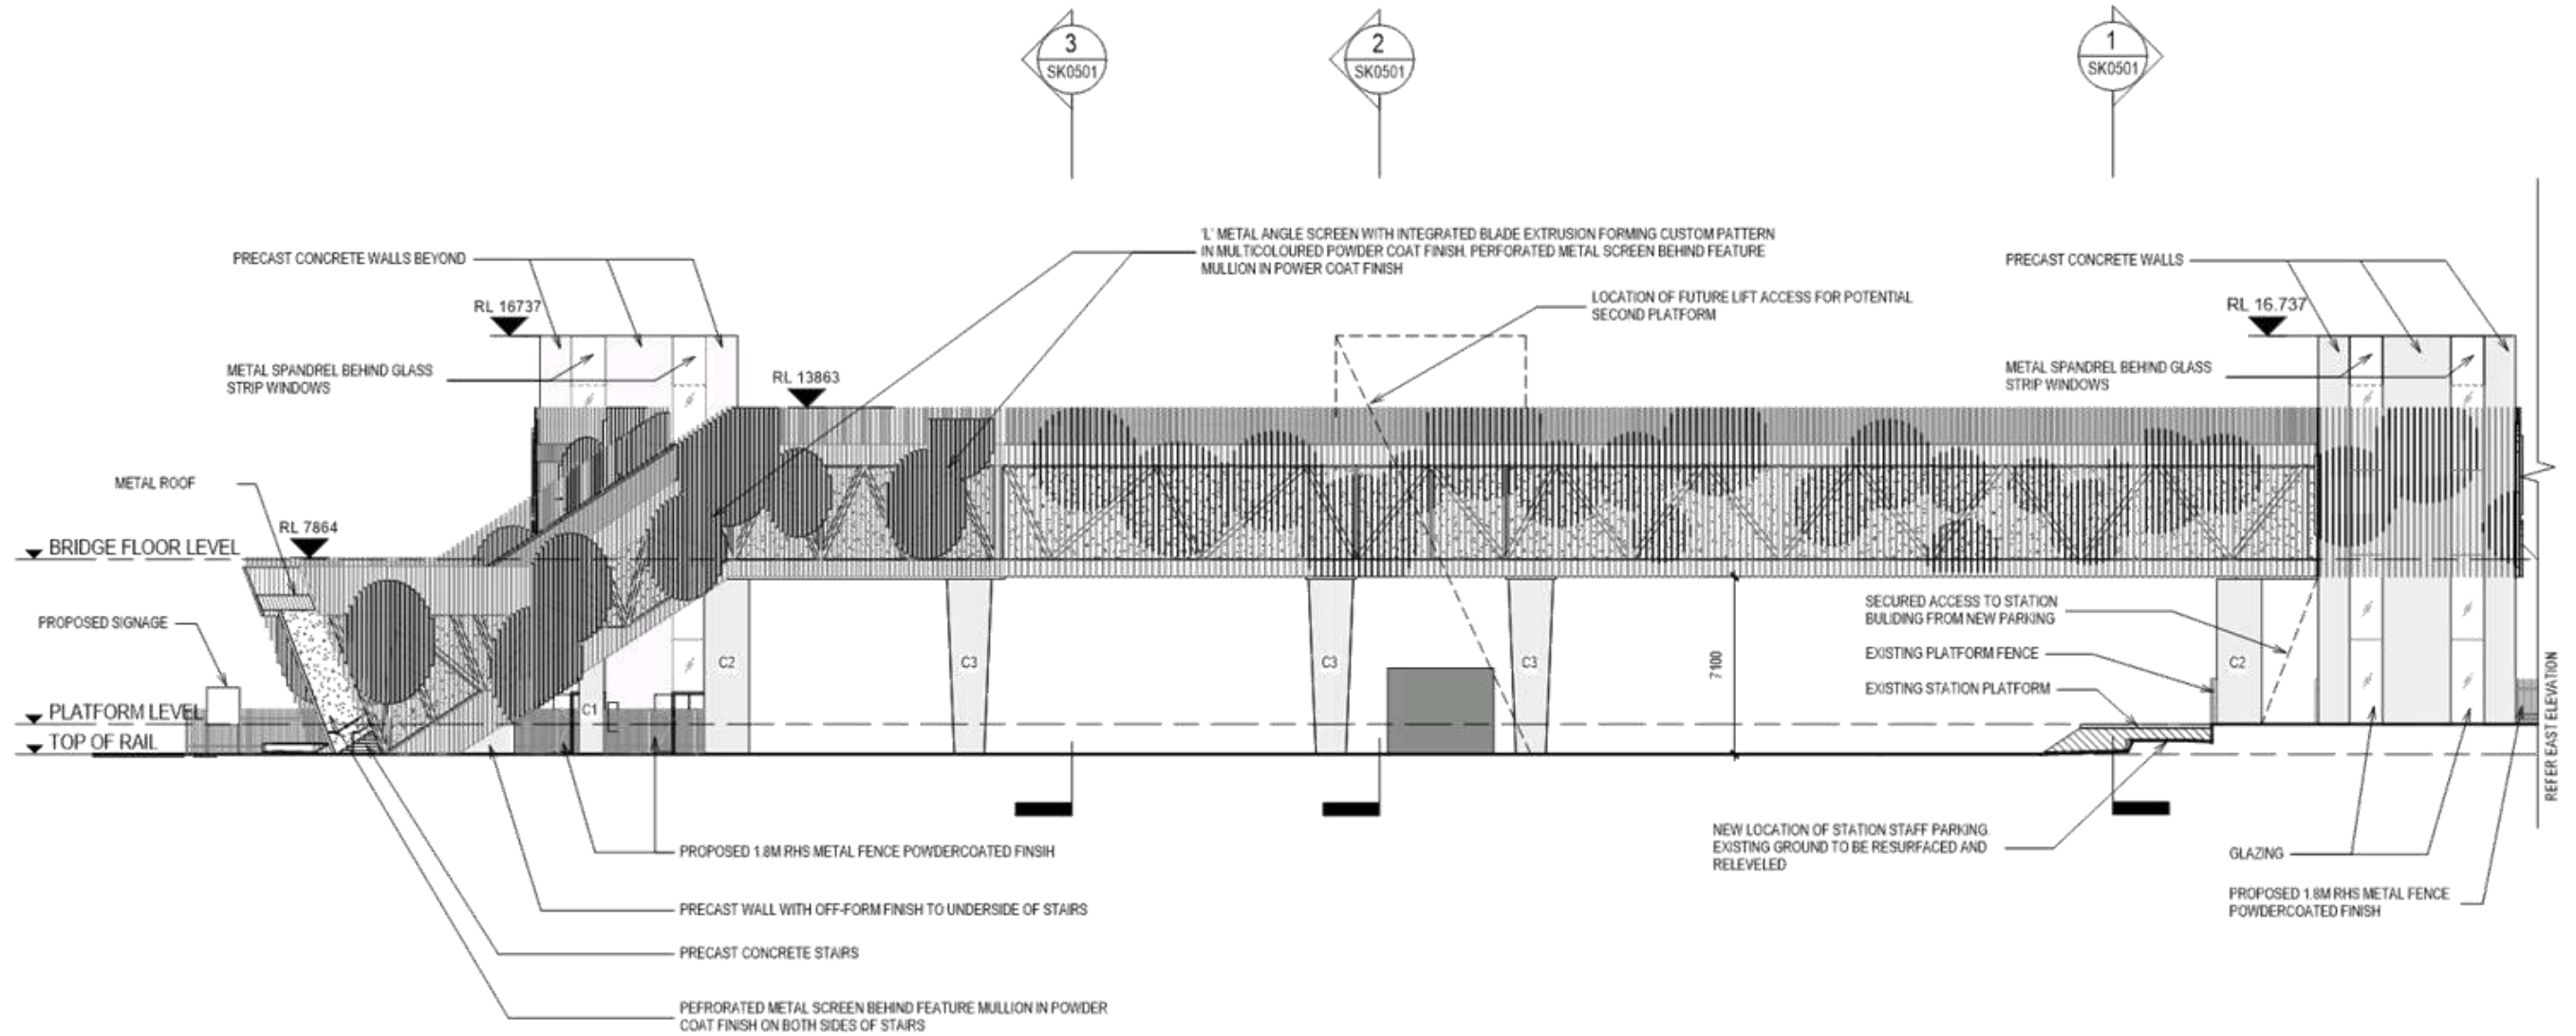 3
SK0501
2
SK0501
1
SK0501
'L' METAL ANGLE SCREEN WITH INTEGRATED BLADE EXTRUSION FORMING CUSTOM PATTERN
IN MULTICOLOURED POWDER COAT FINISH. PERFORATED METAL SCREEN BEHIND FEATURE
MULLION IN POWER COAT FINISH
PRECAST CONCRETE WALLS BEYOND
PRECAST CONCRETE WALLS
RL 16737
LOCATION OF FUTURE LIFT ACCESS FOR POTENTIAL
SECOND PLATFORM
RL 16.737
METAL SPANDREL BEHIND GLASS
STRIP WINDOWS
RL 13863
METAL SPANDREL BEHIND GLASS
STRIP WINDOWS
METAL ROOF
RL 7864
BRIDGE FLOOR LEVEL
PROPOSED SIGNAGE
SECURED ACCESS TO STATION
BULIDING FROM NEW PARKING
EXISTING PLATFORM FENCE
EXISTING STATION PLATFORM
C1
C2
C3
C3
C3
7100
C2
PLATFORM LEVEL
TOP OF RAIL
REFER EAST ELEVATION
NEW LOCATION OF STATION STAFF PARKING.
EXISTING GROUND TO BE RESURFACED AND
RELEVELED
GLAZING
PROPOSED 1.8M RHS METAL FENCE
POWDERCOATED FINISH
PROPOSED 1.8M RHS METAL FENCE POWDERCOATED FINSIH
PRECAST WALL WITH OFF-FORM FINISH TO UNDERSIDE OF STAIRS
PRECAST CONCRETE STAIRS
PEFRORATED METAL SCREEN BEHIND FEATURE MULLION IN POWDER
COAT FINISH ON BOTH SIDES OF STAIRS